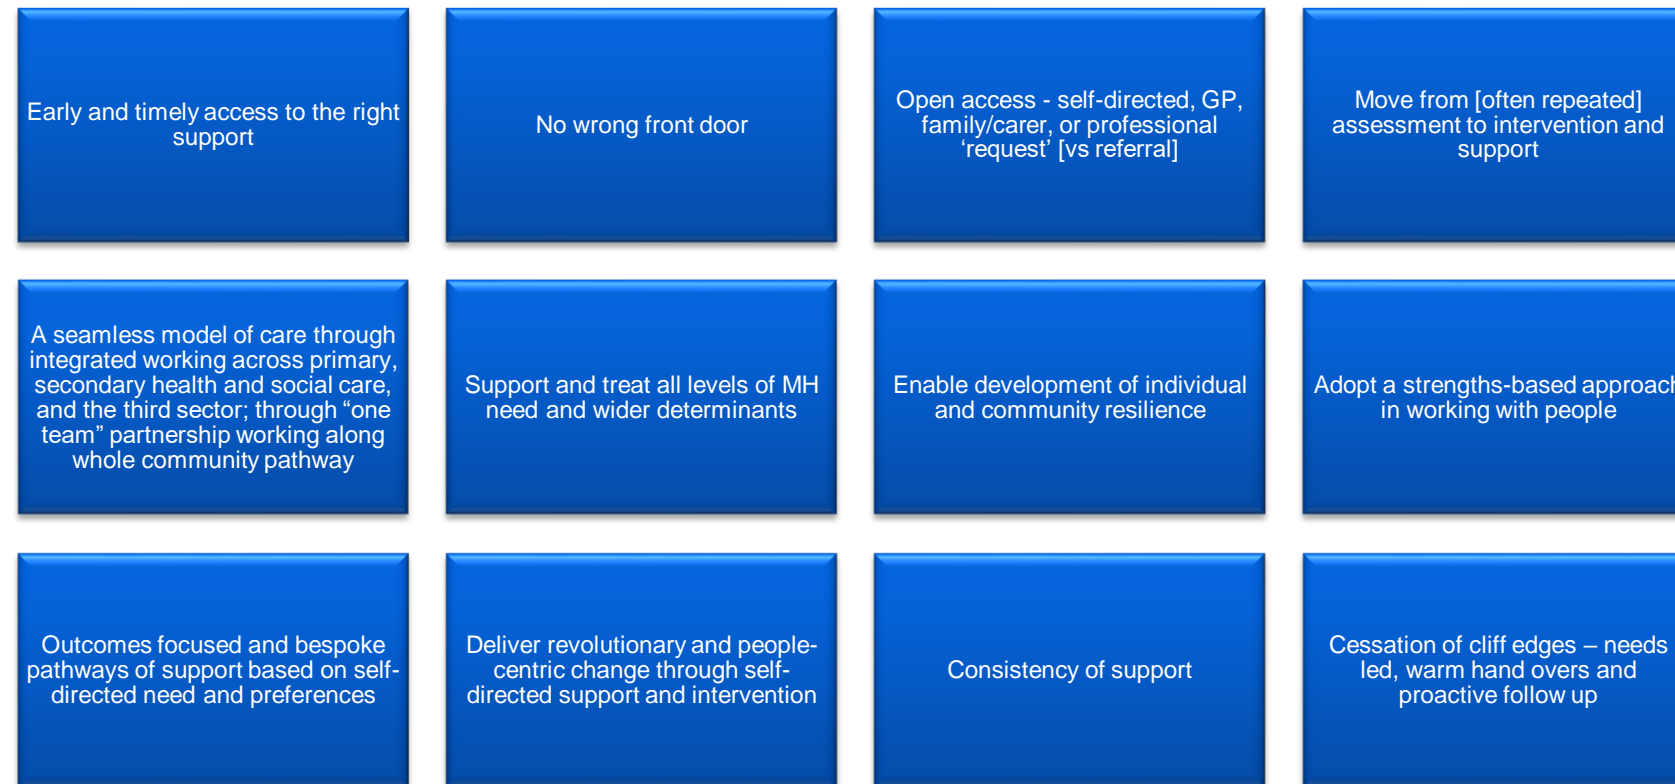 Early and timely access to the right
support
No wrong front door
Open access - self-directed, GP,
family/carer, or professional
‘request’ [vs referral]
Move from [often repeated]
assessment to intervention and
support
A seamless model of care through
integrated working across primary,
secondary health and social care,
and the third sector; through “one
team” partnership working along
whole community pathway
Support and treat all levels of MH
need and wider determinants
Enable development of individual
and community resilience
Adopt a strengths-based approach
in working with people
Outcomes focused and bespoke
pathways of support based on self-
directed need and preferences
Deliver revolutionary and people-
centric change through self-
directed support and intervention
Consistency of support
Cessation of cliff edges – needs
led, warm hand overs and
proactive follow up